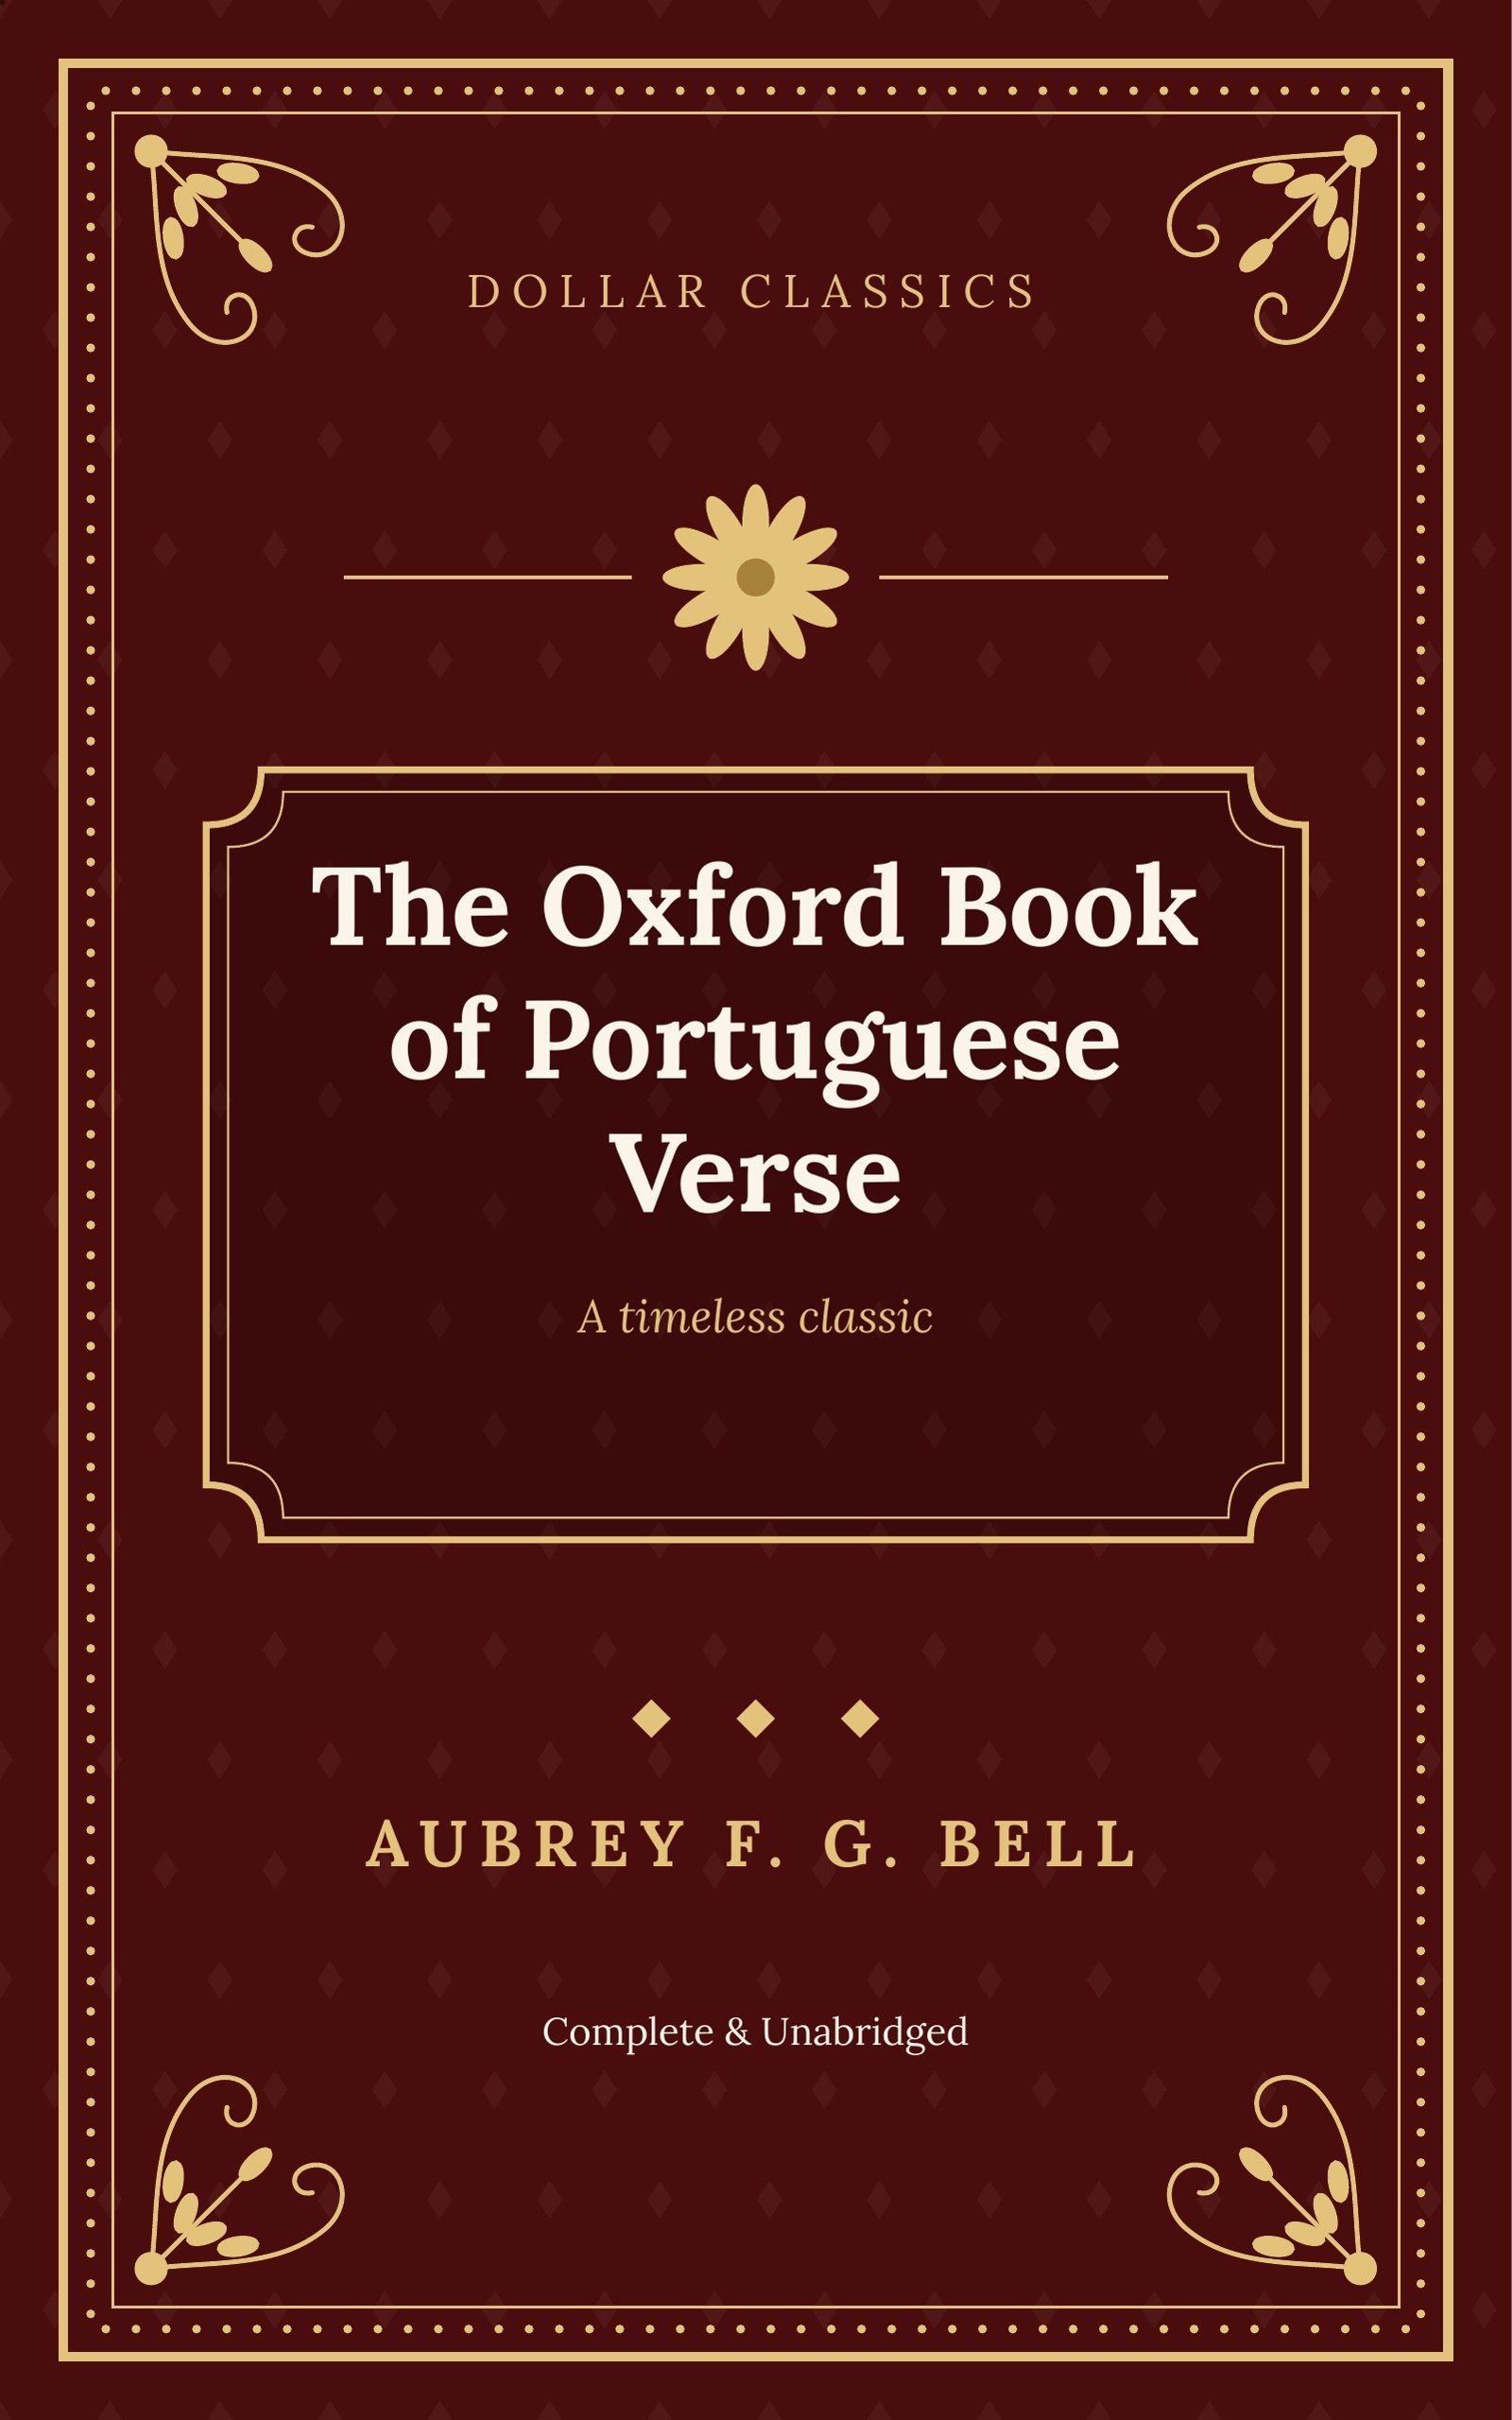 DOLLAR CLASSICS
The Oxford Book
of Portuguese
Verse
A timeless classic
AUBREY F. G. BELL
Complete & Unabridged